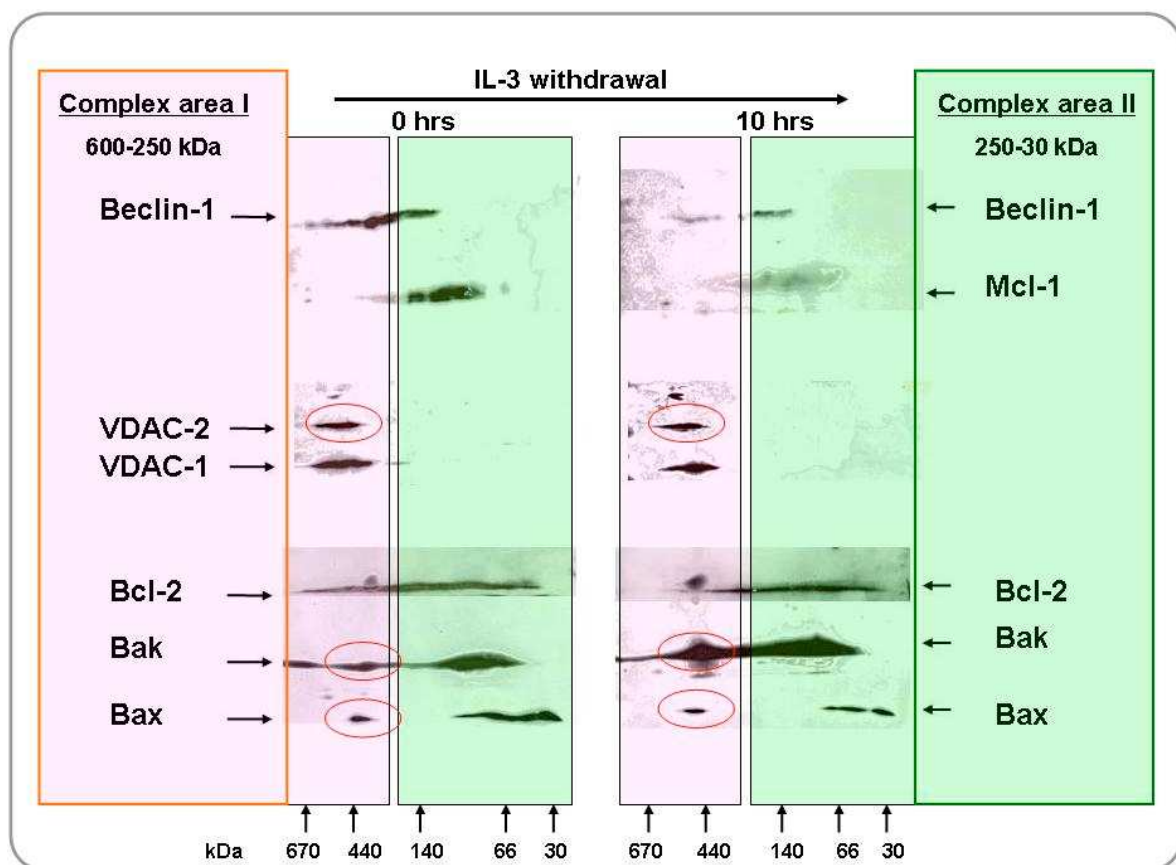 IL-3 withdrawal
0 hrs
10 hrs
Complex area I
600-250 kDa
Beclin-1
VDAC-2
VDAC-1
Bcl-2
Bak
Bax
Complex area II
250-30 kDa
Beclin-1
Mcl-1
Bcl-2
Bak
Bax
kDa 670 440 140 66 30 670 440 140 66 30